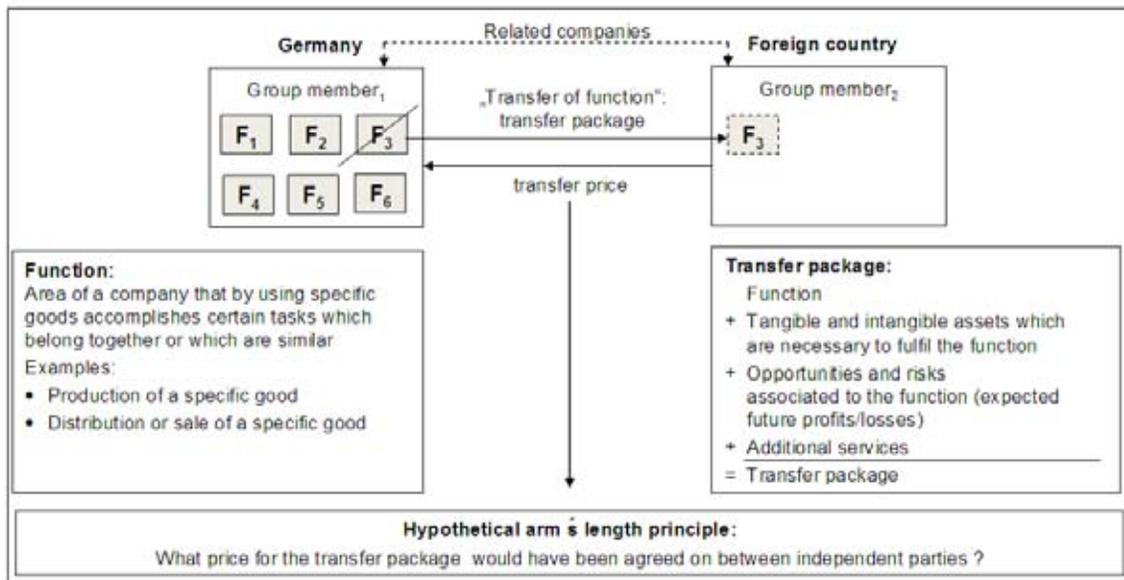 Related companies
Germany
Foreign country
Group member₁
Group member₂
„Transfer of function“:
transfer package
F₁ F₂ F₃
F₃
transfer price
F₄ F₅ F₆
Function:
Area of a company that by using specific
goods accomplishes certain tasks which
belong together or which are similar
Examples:
• Production of a specific good
• Distribution or sale of a specific good
Transfer package:
Function
+ Tangible and intangible assets which
are necessary to fulfil the function
+ Opportunities and risks
associated to the function (expected
future profits/losses)
+ Additional services
= Transfer package
Hypothetical arm ś length principle:
What price for the transfer package would have been agreed on between independent parties ?